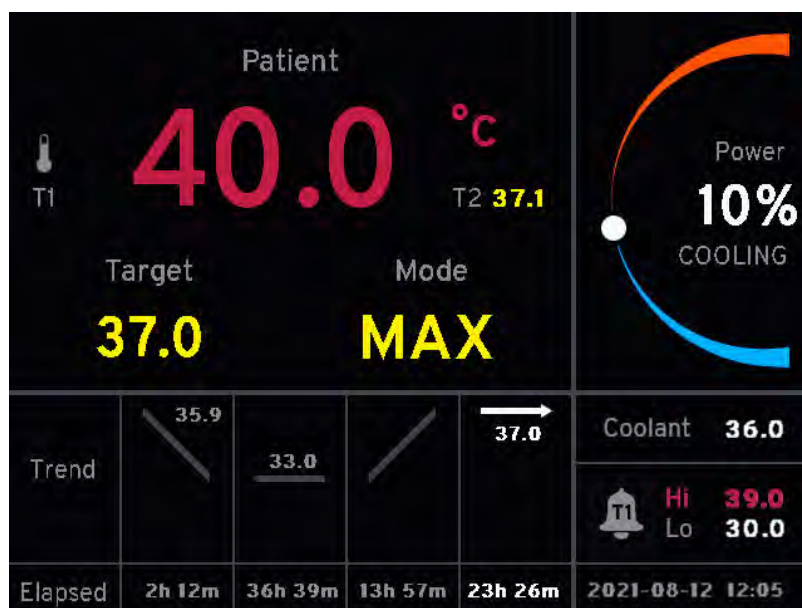 Patient
40.0 °C
T1
T2 37.1
Target
Mode
37.0
MAX
Power
10%
COOLING
Trend
35.9
33.0
37.0
Coolant 36.0
T1
Hi 39.0
Lo 30.0
Elapsed 2h 12m 36h 39m 13h 57m 23h 26m
2021-08-12 12:05